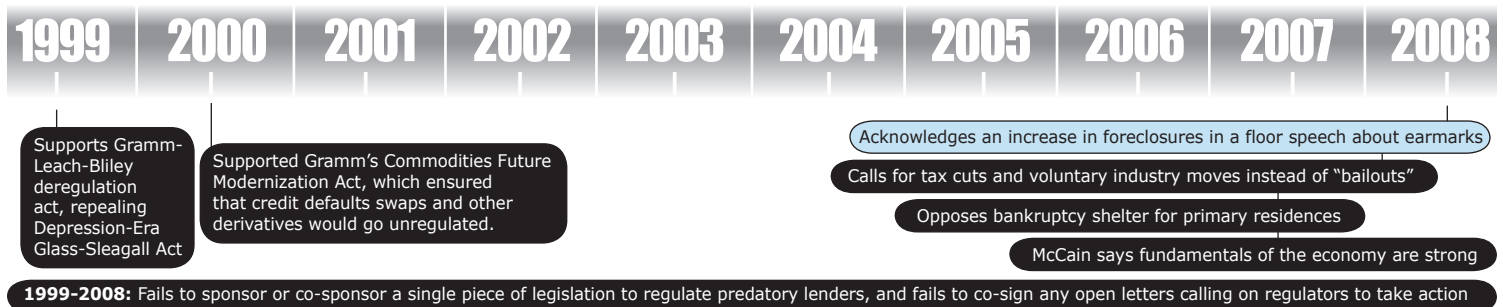 1999 2000 2001 2002 2003 2004 2005 2006 2007 2008
Supports Gramm-
Leach-Bliley
deregulation
act, repealing
Depression-Era
Glass-Sleagall Act
Supported Gramm's Commodities Future
Modernization Act, which ensured
that credit defaults swaps and other
derivatives would go unregulated.
Acknowledges an increase in foreclosures in a floor speech about earmarks
Calls for tax cuts and voluntary industry moves instead of “bailouts”
Opposes bankruptcy shelter for primary residences
McCain says fundamentals of the economy are strong
1999-2008: Fails to sponsor or co-sponsor a single piece of legislation to regulate predatory lenders, and fails to co-sign any open letters calling on regulators to take action